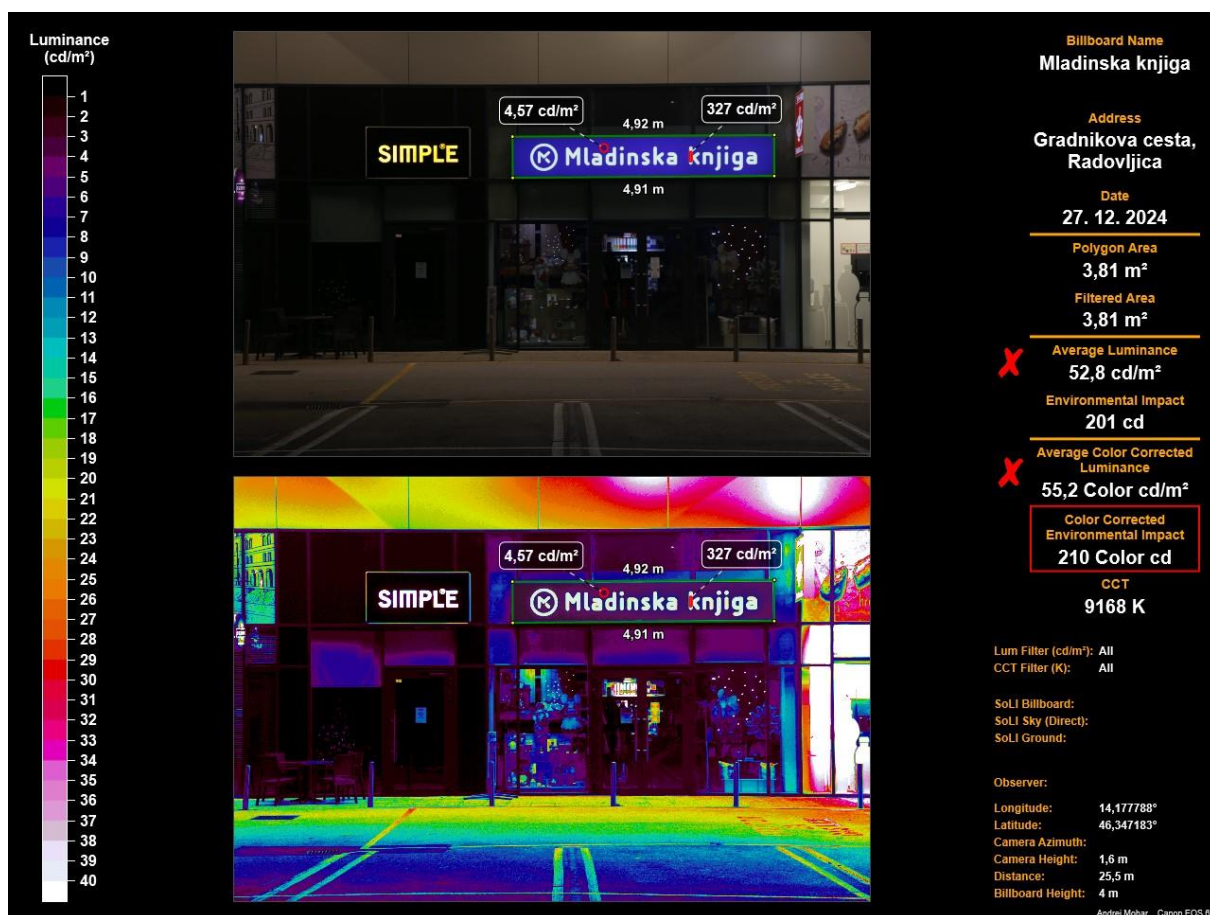 Luminance
(cd/m²)
1
2
3
4
5
6
7
8
9
10
11
12
13
14
15
16
17
18
19
20
21
22
23
24
25
26
27
28
29
30
31
32
33
34
35
36
37
38
39
40
4,57 cd/m²
327 cd/m²
4,92 m
SIMPL'E
Mladinska knjiga
4,91 m
4,57 cd/m²
327 cd/m²
4,92 m
SIMPL'E
Mladinska knjiga
4,91 m
Billboard Name
Mladinska knjiga
Address
Gradnikova cesta,
Radovljica
Date
27. 12. 2024
Polygon Area
3,81 m²
Filtered Area
3,81 m²
Average Luminance
52,8 cd/m²
Environmental Impact
201 cd
Average Color Corrected
Luminance
55,2 Color cd/m²
Color Corrected
Environmental Impact
210 Color cd
CCT
9168 K
Lum Filter (cd/m²): All
CCT Filter (K): All
SoLI Billboard:
SoLI Sky (Direct):
SoLI Ground:
Observer:
Longitude: 14,177788°
Latitude: 46,347183°
Camera Azimuth:
Camera Height: 1,6 m
Distance: 25,5 m
Billboard Height: 4 m
Andrej Mohar Canon EOS 6